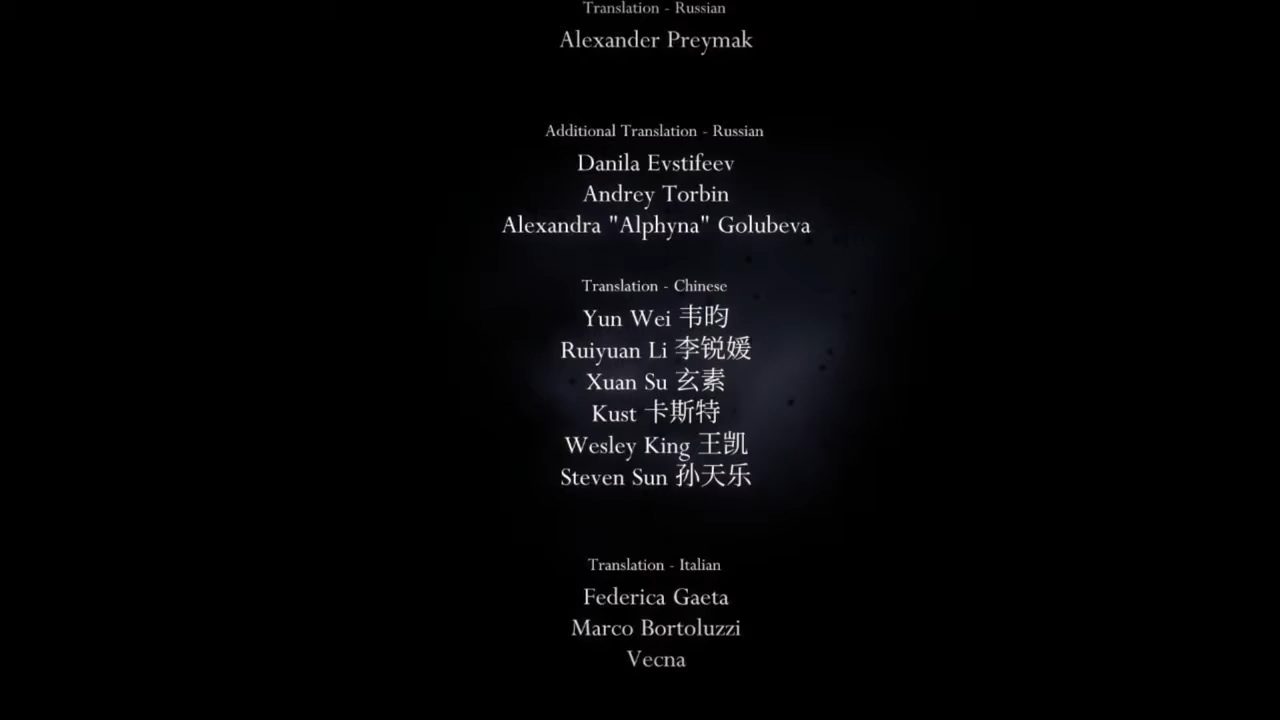 Translation - Russian
Alexander Preymak
Additional Translation - Russian
Danila Evstifeev
Andrey Torbin
Alexandra "Alphyna" Golubeva
Translation - Chinese
Yun Wei 韦昀
Ruiyuan Li 李锐媛
Xuan Su 玄素
Kust 卡斯特
Wesley King 王凯
Steven Sun 孙天乐
Translation - Italian
Federica Gaeta
Marco Bortoluzzi
Vecna